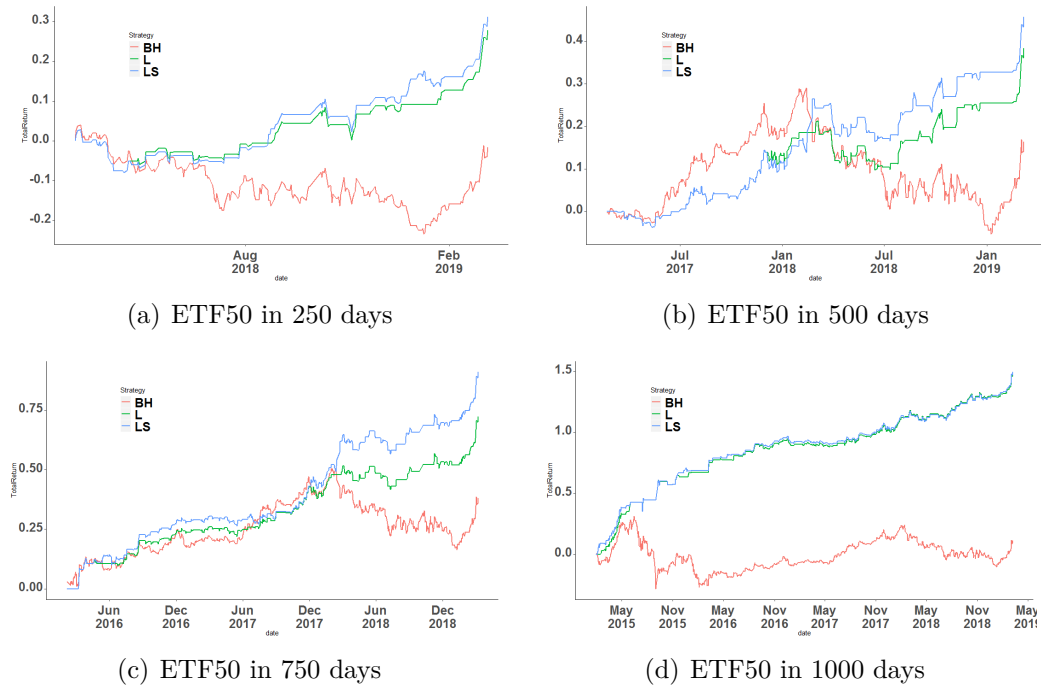 0.3
0.2
0.1
0.0
-0.1
-0.2
TotalReturn
Strategy
BH
L
LS
Aug
2018
Feb
2019
date
(a) ETF50 in 250 days
0.4
0.3
0.2
0.1
0.0
TotalReturn
Strategy
BH
L
LS
Jul
2017
Jan
2018
Jul
2018
Jan
2019
date
(b) ETF50 in 500 days
0.75
0.50
0.25
0.00
TotalReturn
Strategy
BH
L
LS
Jun
2016
Dec
2016
Jun
2017
Dec
2017
Jun
2018
Dec
2018
date
(c) ETF50 in 750 days
1.5
1.0
0.5
0.0
TotalReturn
Strategy
BH
L
LS
May
2015
Nov
2015
May
2016
Nov
2016
May
2017
Nov
2017
May
2018
Nov
2018
May
2019
date
(d) ETF50 in 1000 days